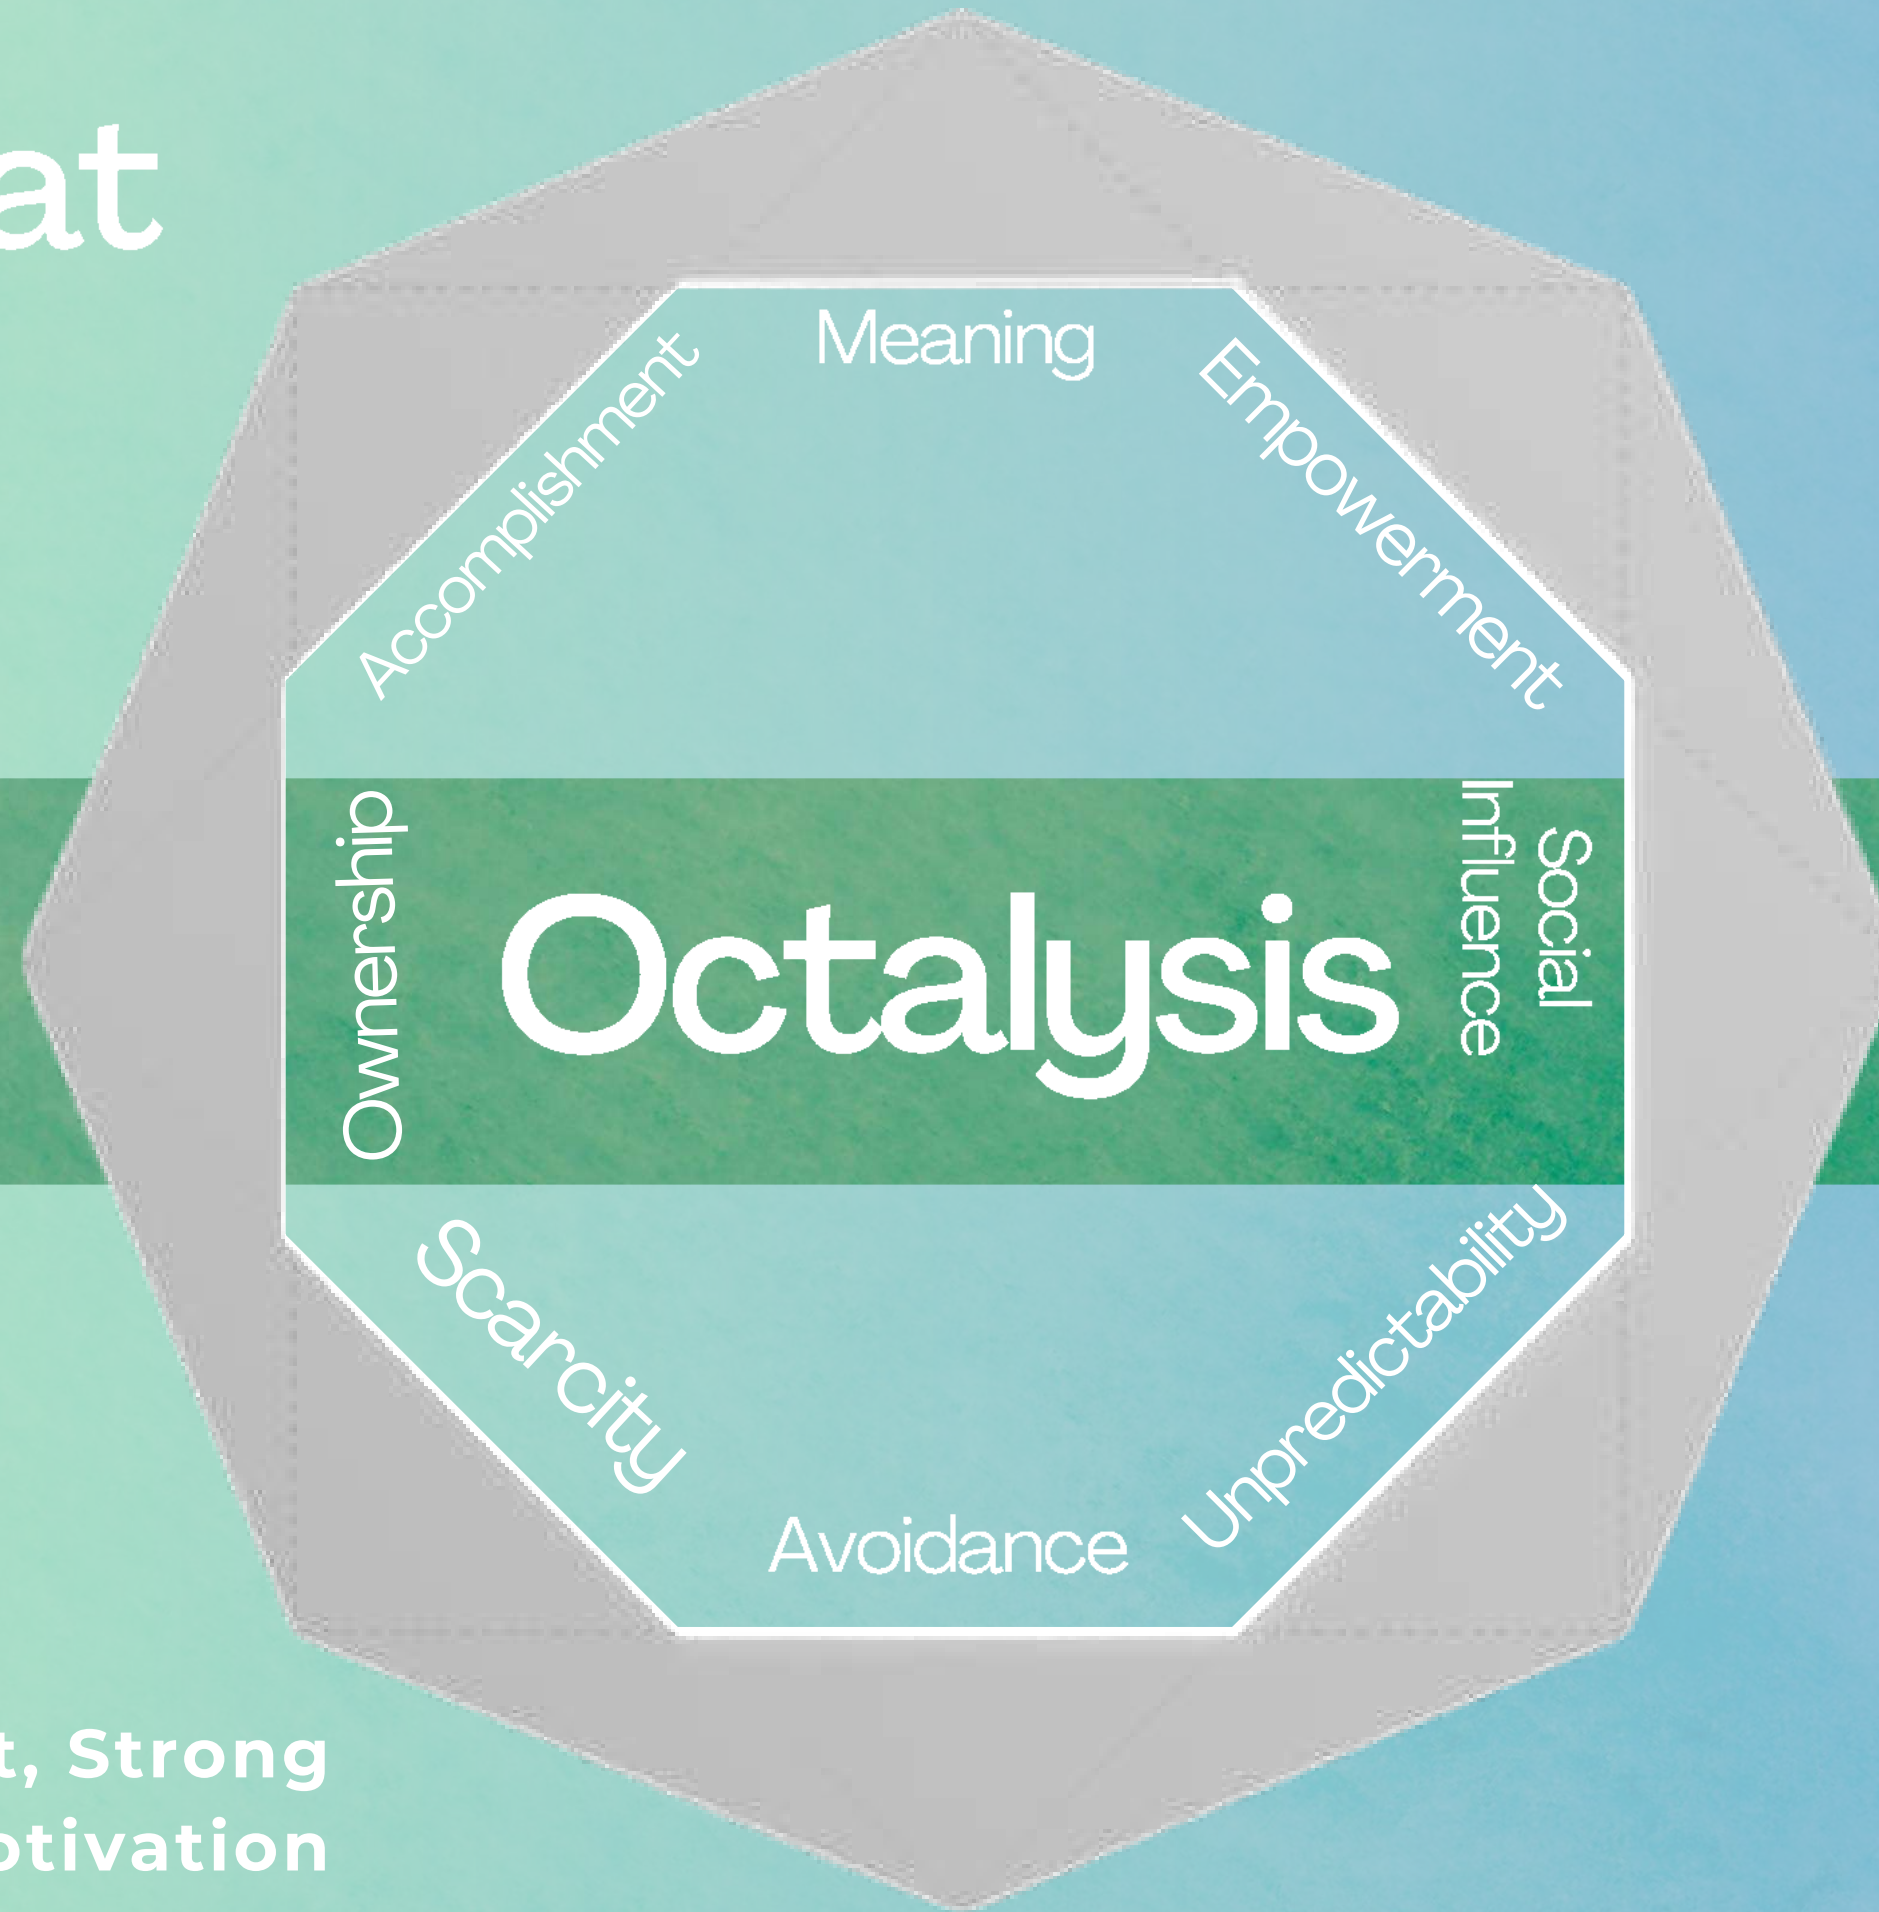 at
Meaning
Accomplishment
Empowerment
Ownership
Octalysis
Social
Influence
Scarcity
Unpredictability
Avoidance
t, Strong
otivation